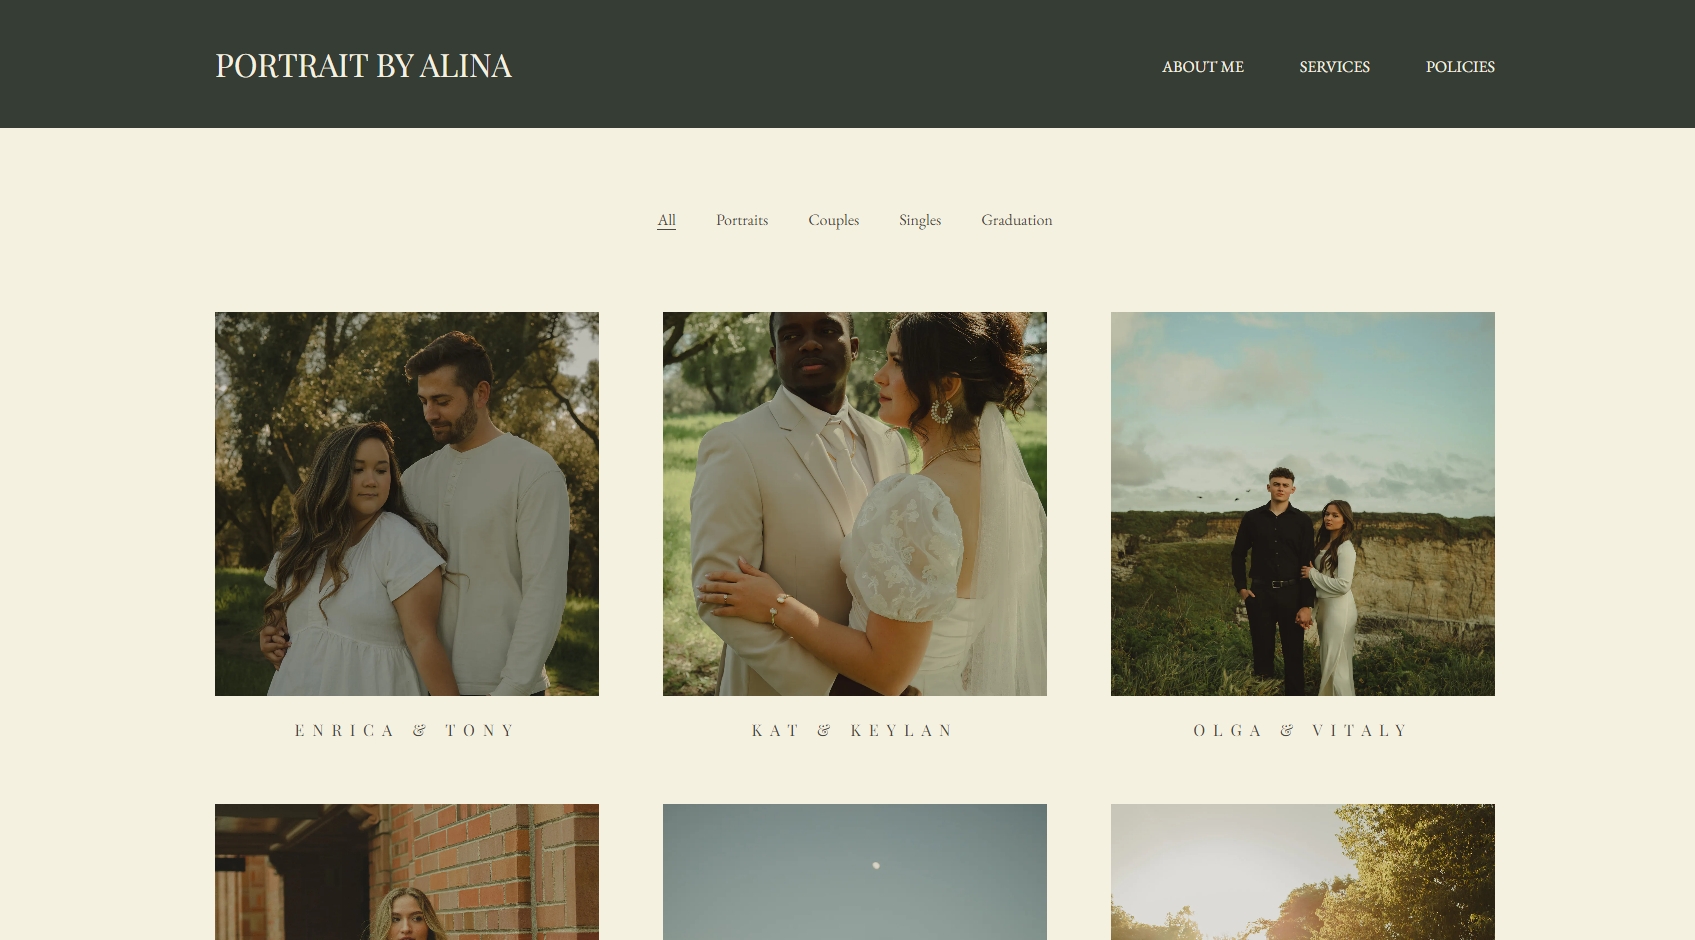 PORTRAIT BY ALINA
ABOUT ME SERVICES POLICIES
All Portraits Couples Singles Graduation
ENRICA & TONY
KAT & KEYLAN
OLGA & VITALY